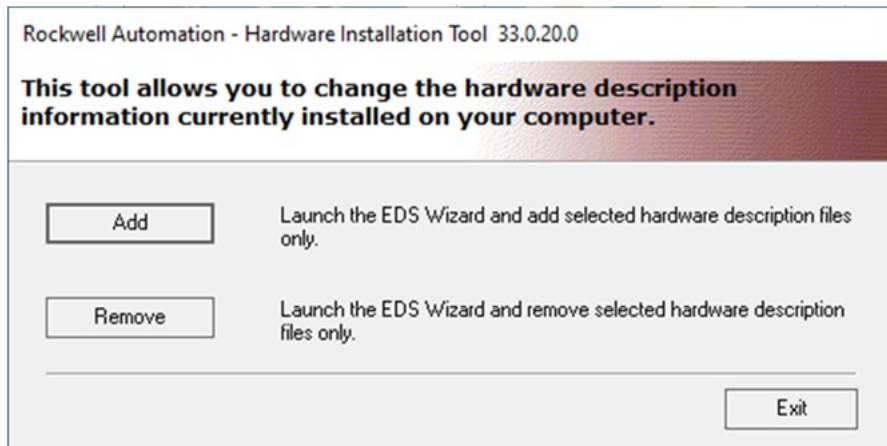 Rockwell Automation - Hardware Installation Tool 33.0.20.0
This tool allows you to change the hardware description
information currently installed on your computer.
Add
Launch the EDS Wizard and add selected hardware description files
only.
Remove
Launch the EDS Wizard and remove selected hardware description
files only.
Exit